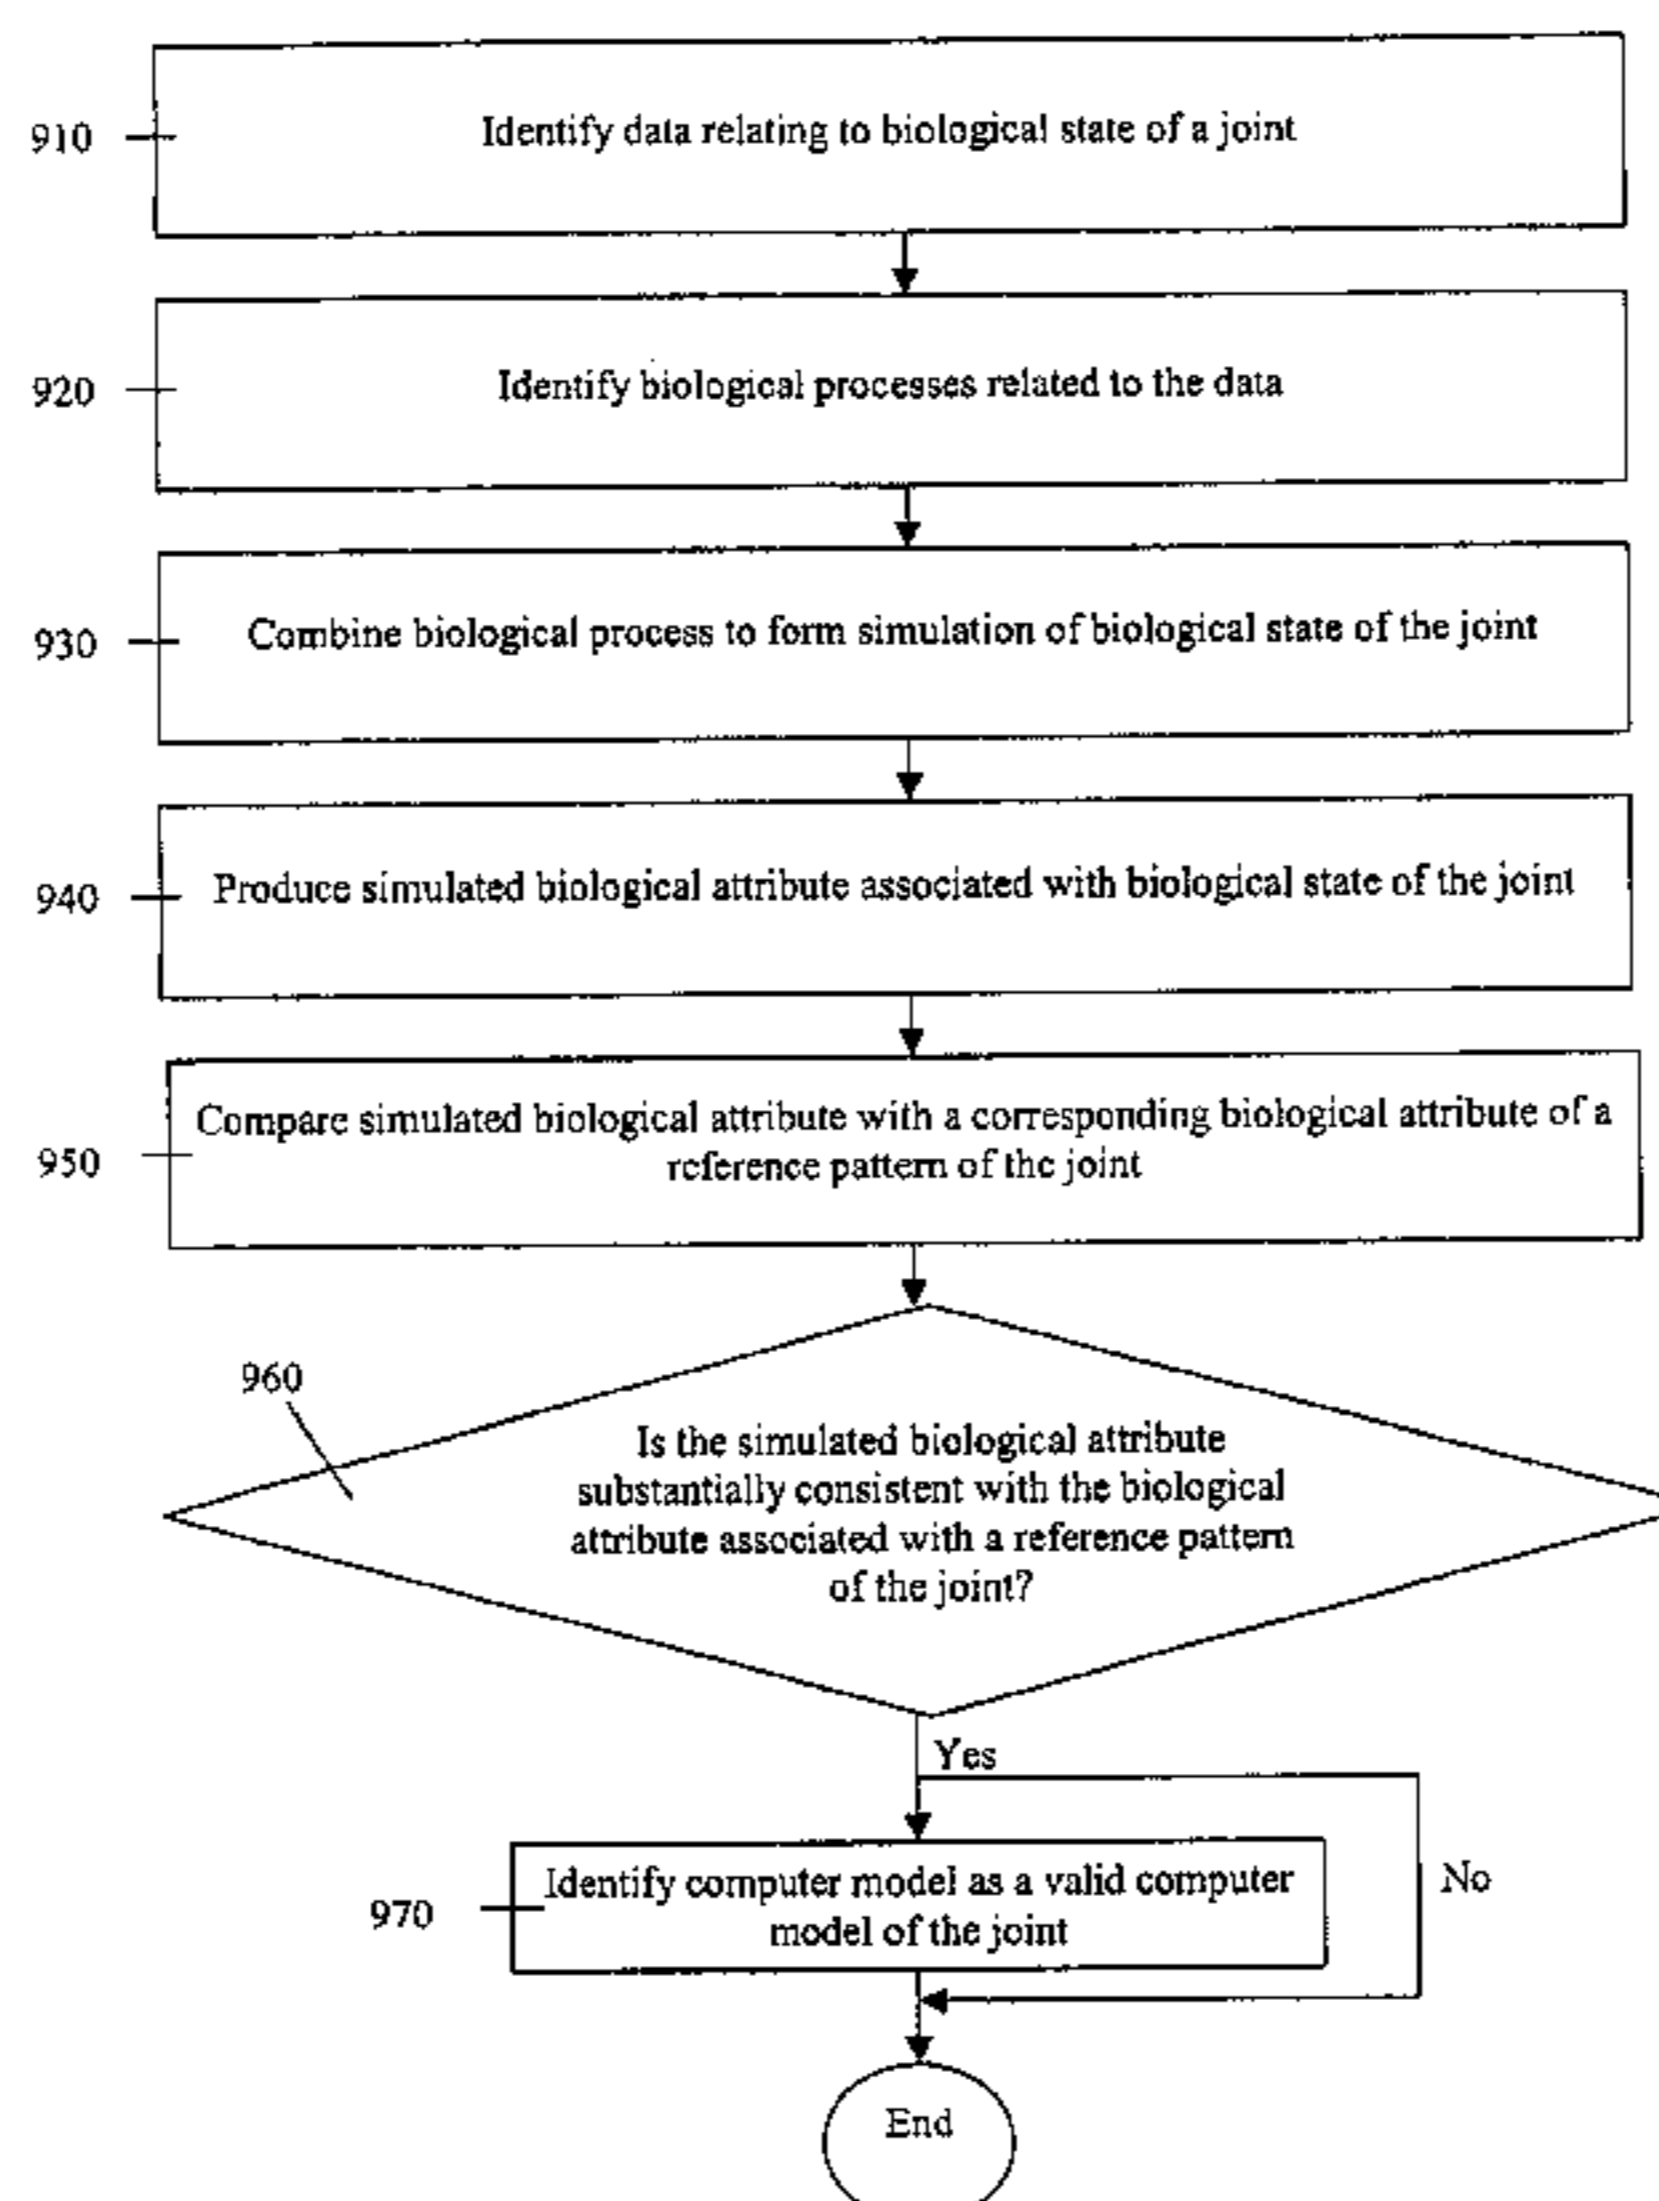 910
Identify data relating to biological state of a joint
920
Identify biological processes related to the data
930
Combine biological process to form simulation of biological state of the joint
940
Produce simulated biological attribute associated with biological state of the joint
950
Compare simulated biological attribute with a corresponding biological attribute of a
reference pattern of the joint
960
Is the simulated biological attribute
substantially consistent with the biological
attribute associated with a reference pattern
of the joint?
Yes
No
970
Identify computer model as a valid computer
model of the joint
End